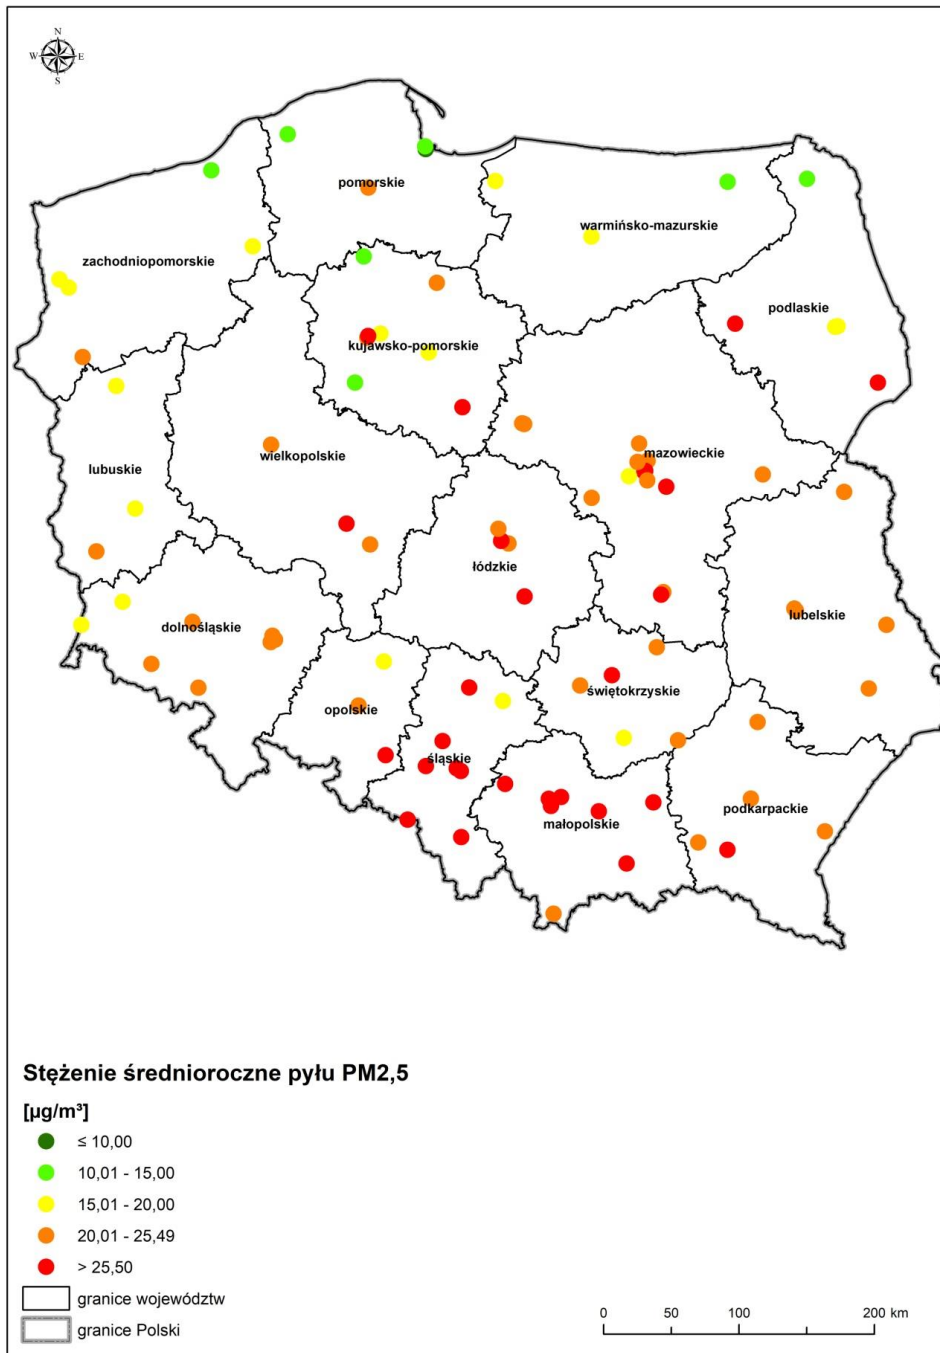 N
W E
S
pomorskie
warmińsko-mazurskie
zachodniopomorskie
podlaskie
kujawsko-pomorskie
mazowieckie
wielkopolskie
lubuskie
łódzkie
lubelskie
dolnośląskie
świętokrzyskie
opolskie
śląskie
podkarpackie
małopolskie
Stężenie średnioroczne pyłu PM2,5
[µg/m³]
≤ 10,00
10,01 - 15,00
15,01 - 20,00
20,01 - 25,49
> 25,50
granice województw
granice Polski
0 50 100 200 km